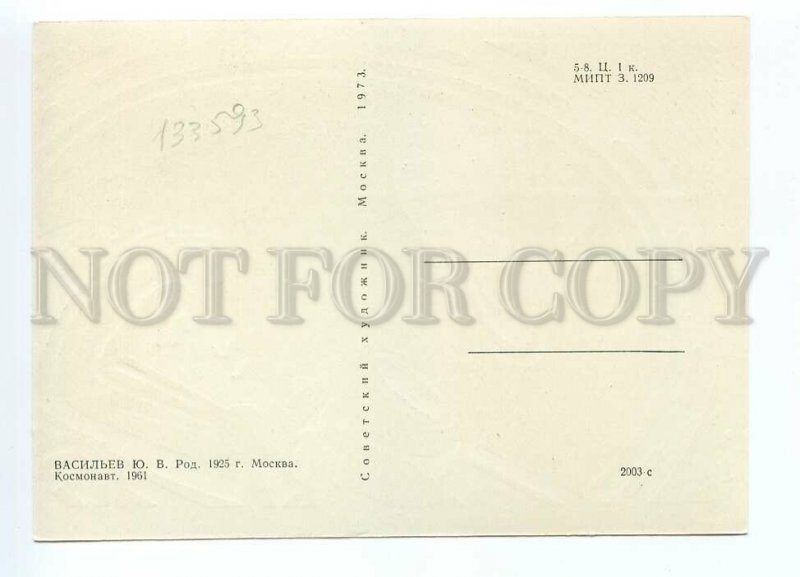 133593
Советский художник. Москва. 1973.
5-8. Ц. 1 к.
МИПТ З. 1209
NOT FOR COPY
ВАСИЛЬЕВ Ю. В. Род. 1925 г. Москва.
Космонавт. 1961
2003 с